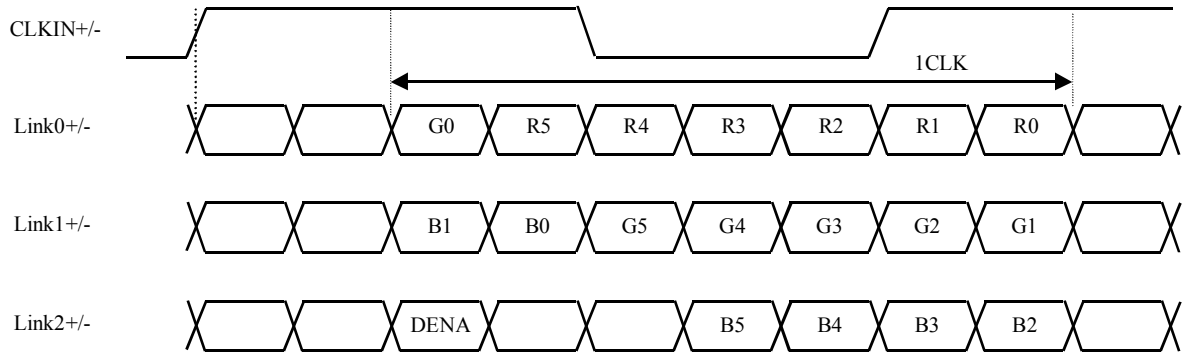 CLKIN+/-
1CLK
Link0+/- G0 R5 R4 R3 R2 R1 R0
Link1+/- B1 B0 G5 G4 G3 G2 G1
Link2+/- DENA B5 B4 B3 B2